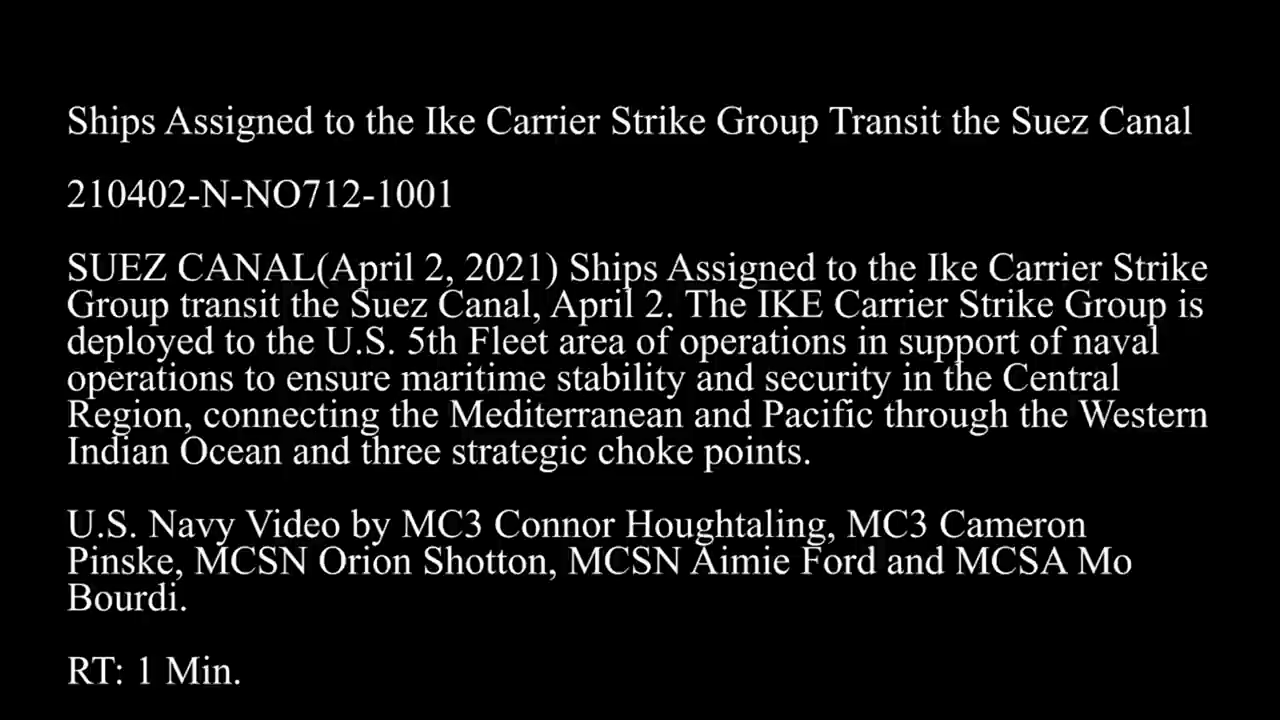 Ships Assigned to the Ike Carrier Strike Group Transit the Suez Canal
210402-N-NO712-1001
SUEZ CANAL(April 2, 2021) Ships Assigned to the Ike Carrier Strike
Group transit the Suez Canal, April 2. The IKE Carrier Strike Group is
deployed to the U.S. 5th Fleet area of operations in support of naval
operations to ensure maritime stability and security in the Central
Region, connecting the Mediterranean and Pacific through the Western
Indian Ocean and three strategic choke points.
U.S. Navy Video by MC3 Connor Houghtaling, MC3 Cameron
Pinske, MCSN Orion Shotton, MCSN Aimie Ford and MCSA Mo
Bourdi.
RT: 1 Min.